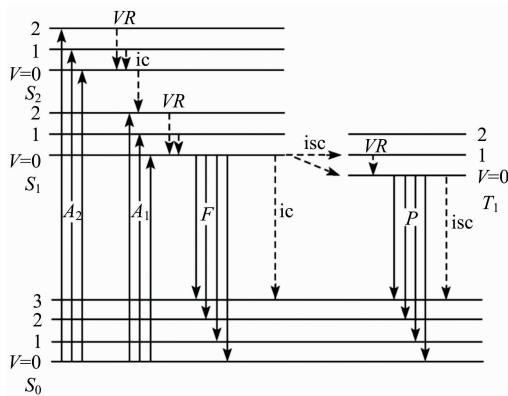 VR
2
1
ic
V=0
S₂
VR
2
1
isc
2
VR
1
V=0
V=0
S₁
T₁
A₂
A₁
F
ic
P
isc
3
2
1
V=0
S₀